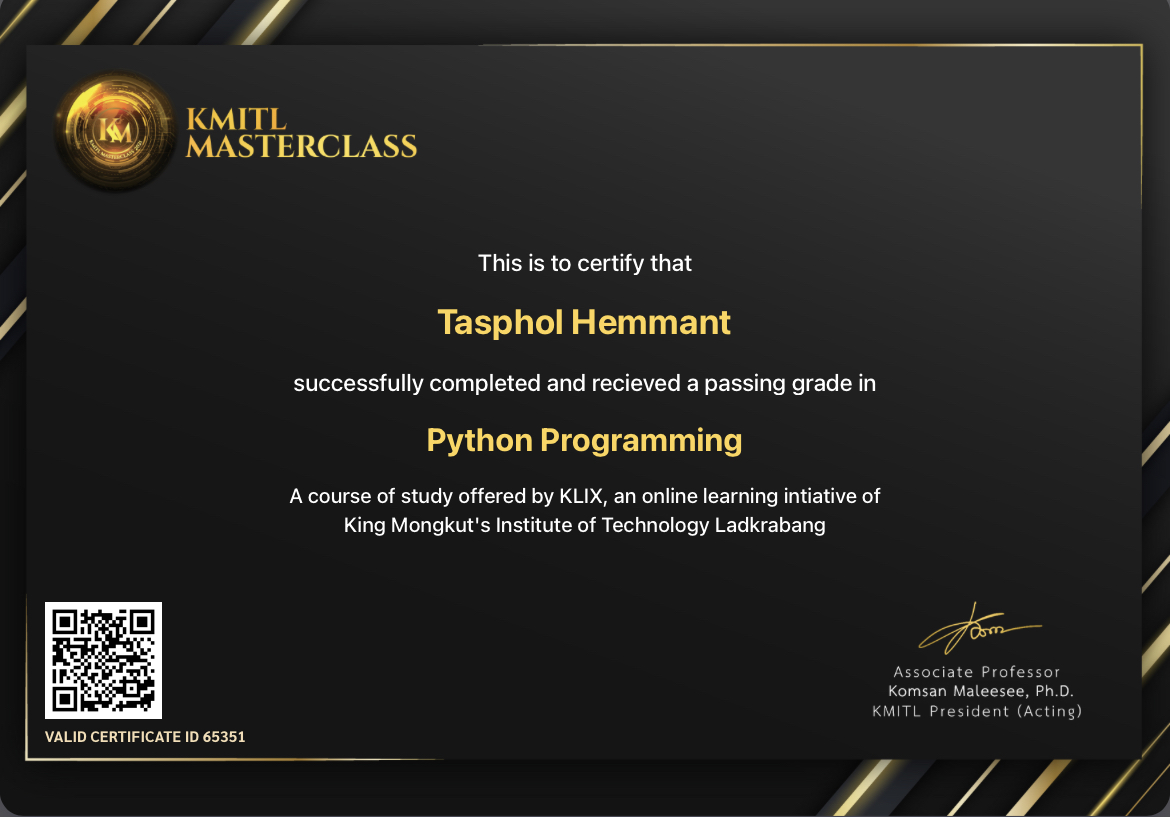 KM
KMITL
MASTERCLASS
This is to certify that
Tasphol Hemmant
successfully completed and recieved a passing grade in
Python Programming
A course of study offered by KLIX, an online learning intiative of
King Mongkut's Institute of Technology Ladkrabang
Associate Professor
Komsan Maleesee, Ph.D.
KMITL President (Acting)
VALID CERTIFICATE ID 65351